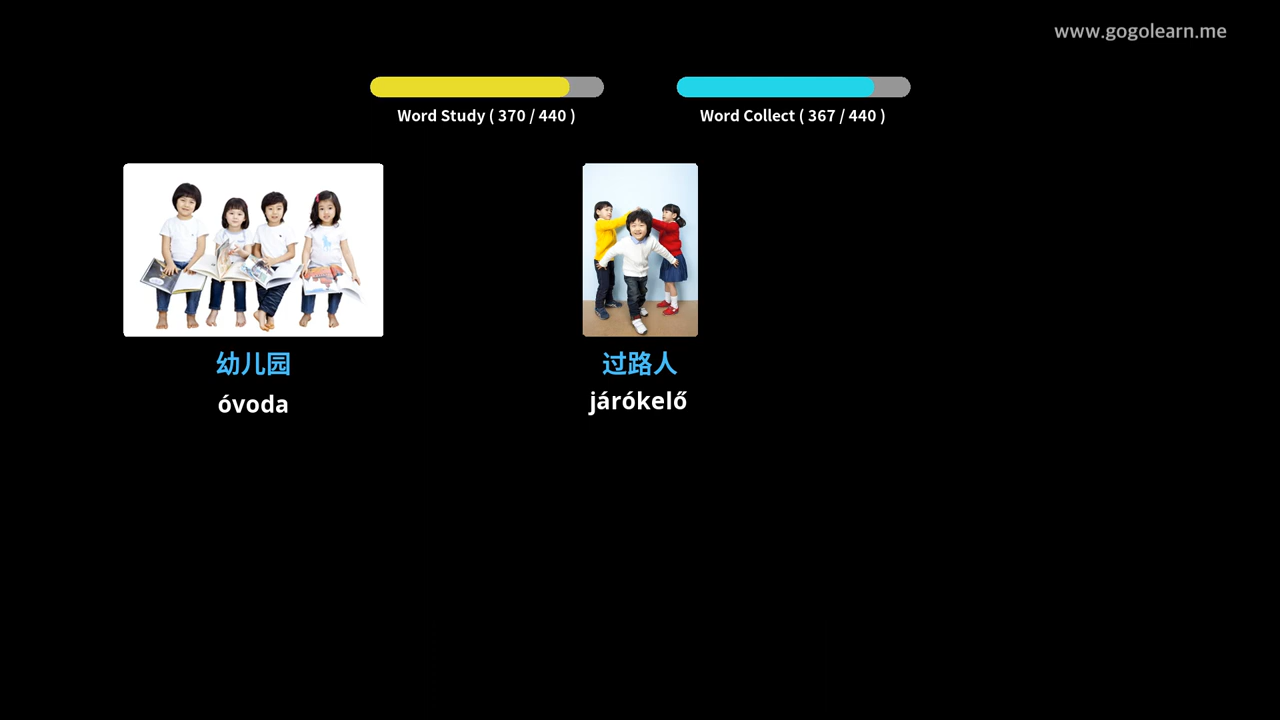 www.gogolearn.me
Word Study ( 370 / 440 )
Word Collect ( 367 / 440 )
幼儿园
óvoda
过路人
járókelő